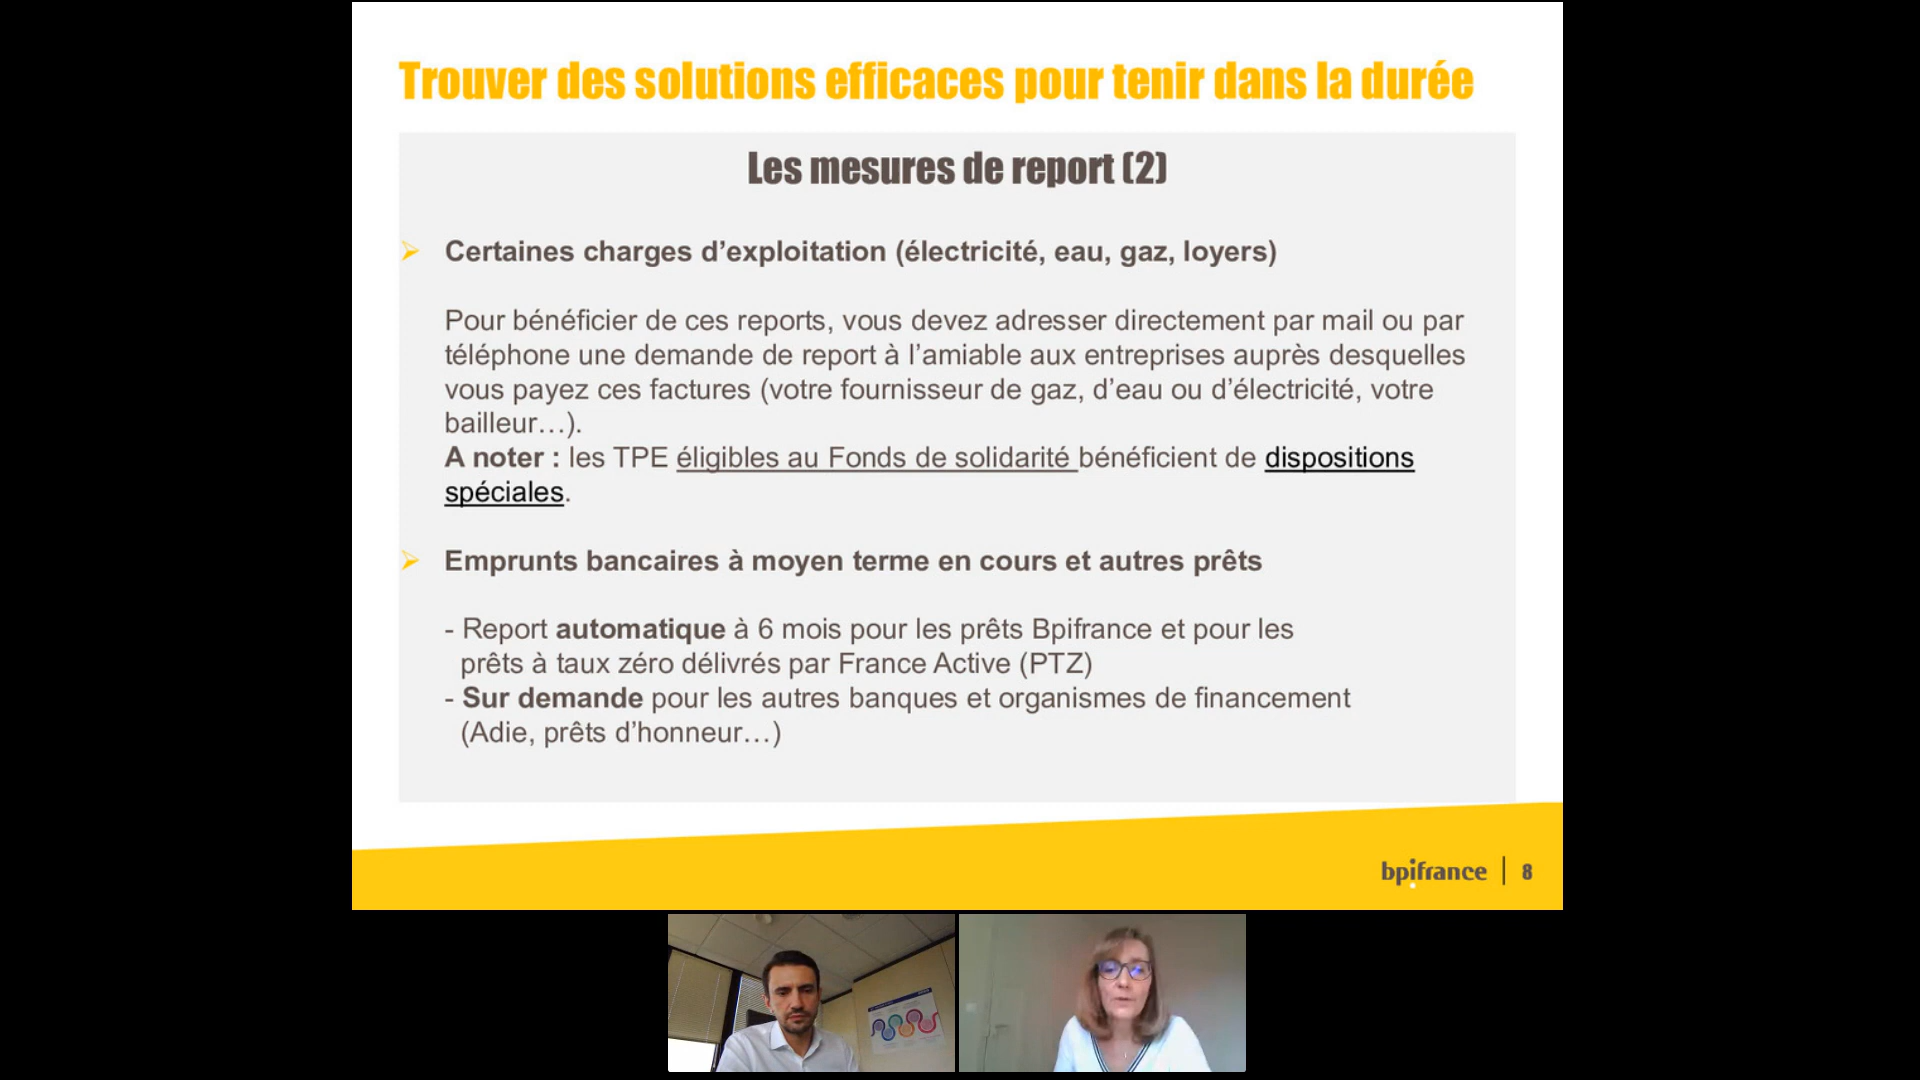 Trouver des solutions efficaces pour tenir dans la durée
Les mesures de report (2)
Certaines charges d’exploitation (électricité, eau, gaz, loyers)
Pour bénéficier de ces reports, vous devez adresser directement par mail ou par
téléphone une demande de report à l’amiable aux entreprises auprès desquelles
vous payez ces factures (votre fournisseur de gaz, d’eau ou d’électricité, votre
bailleur…).
A noter : les TPE éligibles au Fonds de solidarité bénéficient de dispositions
spéciales.
Emprunts bancaires à moyen terme en cours et autres prêts
- Report automatique à 6 mois pour les prêts Bpifrance et pour les
prêts à taux zéro délivrés par France Active (PTZ)
- Sur demande pour les autres banques et organismes de financement
(Adie, prêts d’honneur…)
bpifrance | 8